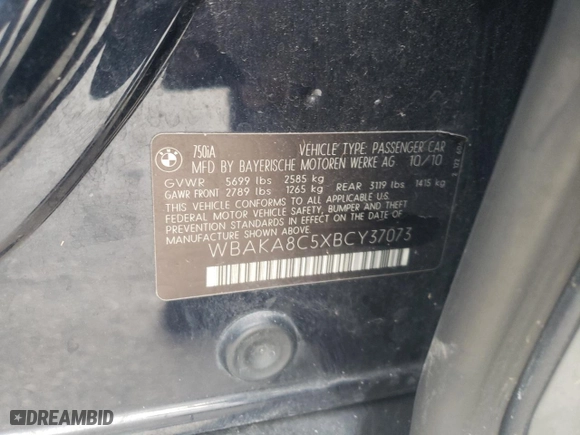 750iA
VEHICLE TYPE: PASSENGER CAR
MFD BY BAYERISCHE MOTOREN WERKE AG 10/10
GVWR 5699 lbs 2585 kg
GAWR FRONT 2789 lbs 1265 kg REAR 3119 lbs 1415 kg
THIS VEHICLE CONFORMS TO ALL APPLICABLE U.S.
FEDERAL MOTOR VEHICLE SAFETY, BUMPER AND THEFT
PREVENTION STANDARDS IN EFFECT ON THE DATE OF
MANUFACTURE SHOWN ABOVE.
WBAKA8C5XBCY37073
DREAMBID